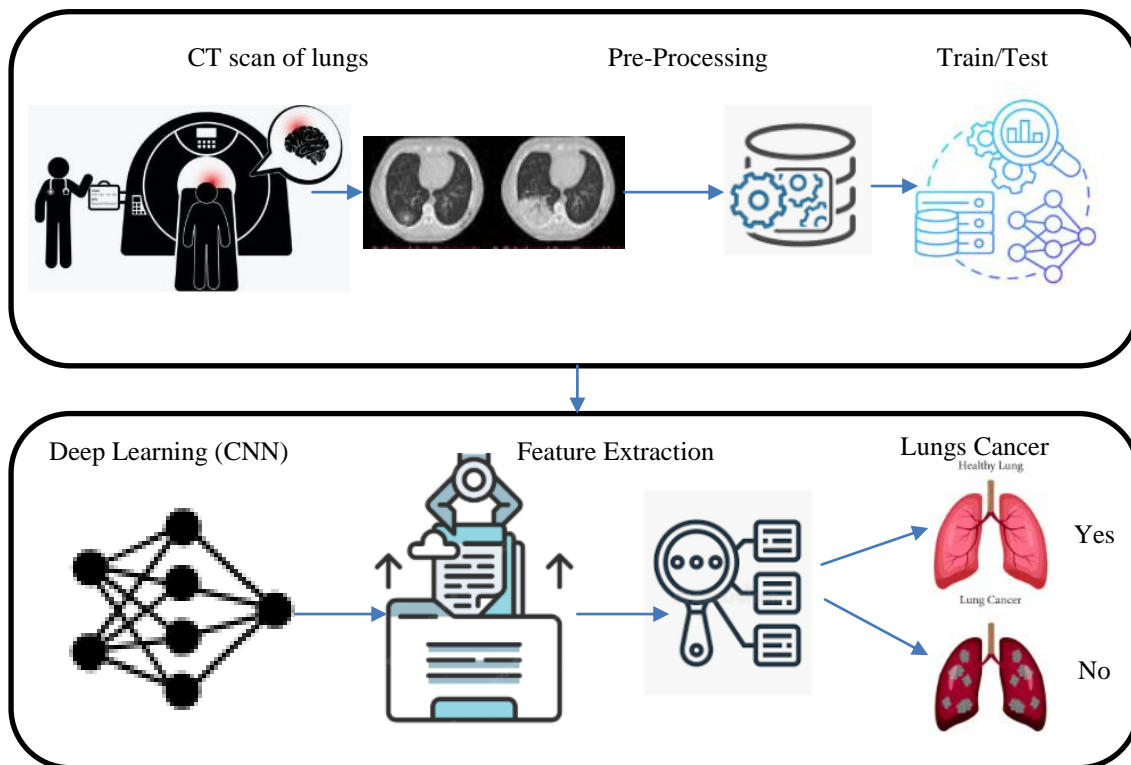 CT scan of lungs
Pre-Processing
Train/Test
Deep Learning (CNN)
Feature Extraction
Lungs Cancer
Healthy Lung
Yes
Lung Cancer
No